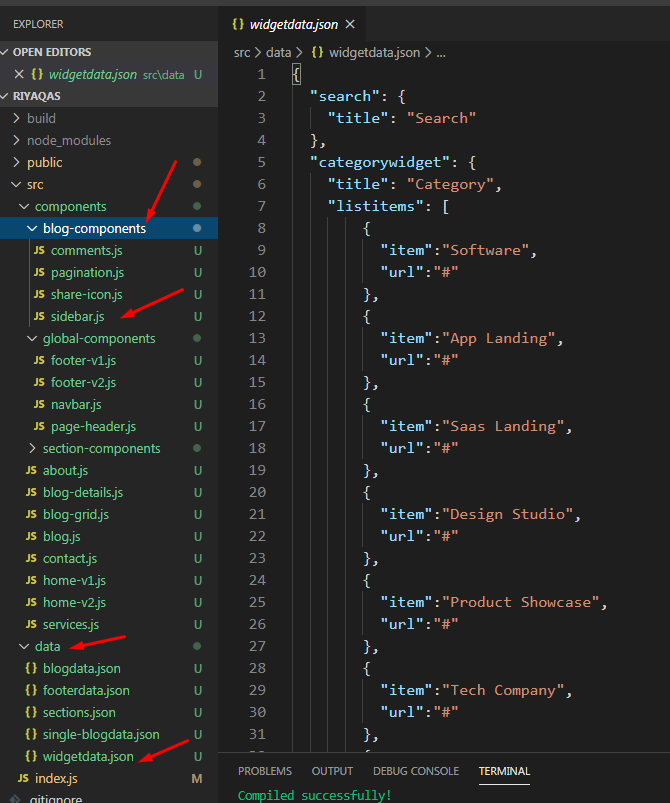 EXPLORER
OPEN EDITORS
widgetdata.json src\data U
RIYAQAS
build
node_modules
public
src
components
blog-components
JS comments.js U
JS pagination.js U
JS share-icon.js U
JS sidebar.js U
global-components
JS footer-v1.js U
JS footer-v2.js U
JS navbar.js U
JS page-header.js U
section-components
JS about.js U
JS blog-details.js U
JS blog-grid.js U
JS blog.js U
JS contact.js U
JS home-v1.js U
JS home-v2.js U
JS services.js U
data
{} blogdata.json U
{} footerdata.json U
{} sections.json U
{} single-blogdata.json U
{} widgetdata.json U
JS index.js M
.gitignore
{} widgetdata.json
src > data > {} widgetdata.json > ...
1 {
2 "search": {
3 "title": "Search"
4 },
5 "categorywidget": {
6 "title": "Category",
7 "listitems": [
8 {
9 "item":"Software",
10 "url":"#"
11 },
12 {
13 "item":"App Landing",
14 "url":"#"
15 },
16 {
17 "item":"Saas Landing",
18 "url":"#"
19 },
20 {
21 "item":"Design Studio",
22 "url":"#"
23 },
24 {
25 "item":"Product Showcase",
26 "url":"#"
27 },
28 {
29 "item":"Tech Company",
30 "url":"#"
31 },
PROBLEMS OUTPUT DEBUG CONSOLE TERMINAL
Compiled successfully!